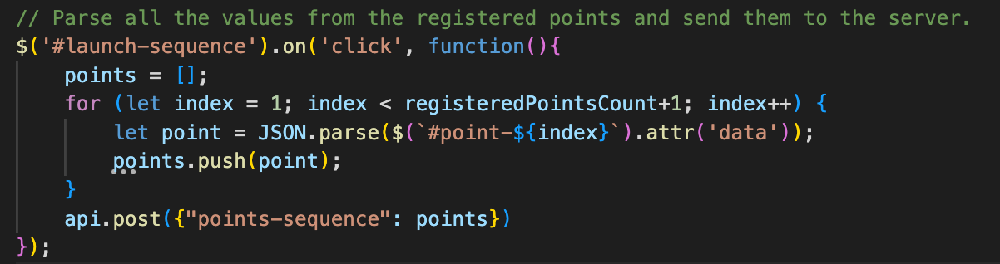 // Parse all the values from the registered points and send them to the server.
$('#launch-sequence').on('click', function(){
    points = [];
    for (let index = 1; index < registeredPointsCount+1; index++) {
        let point = JSON.parse($(`#point-${index}`).attr('data'));
        points.push(point);
    }
    api.post({"points-sequence": points})
});